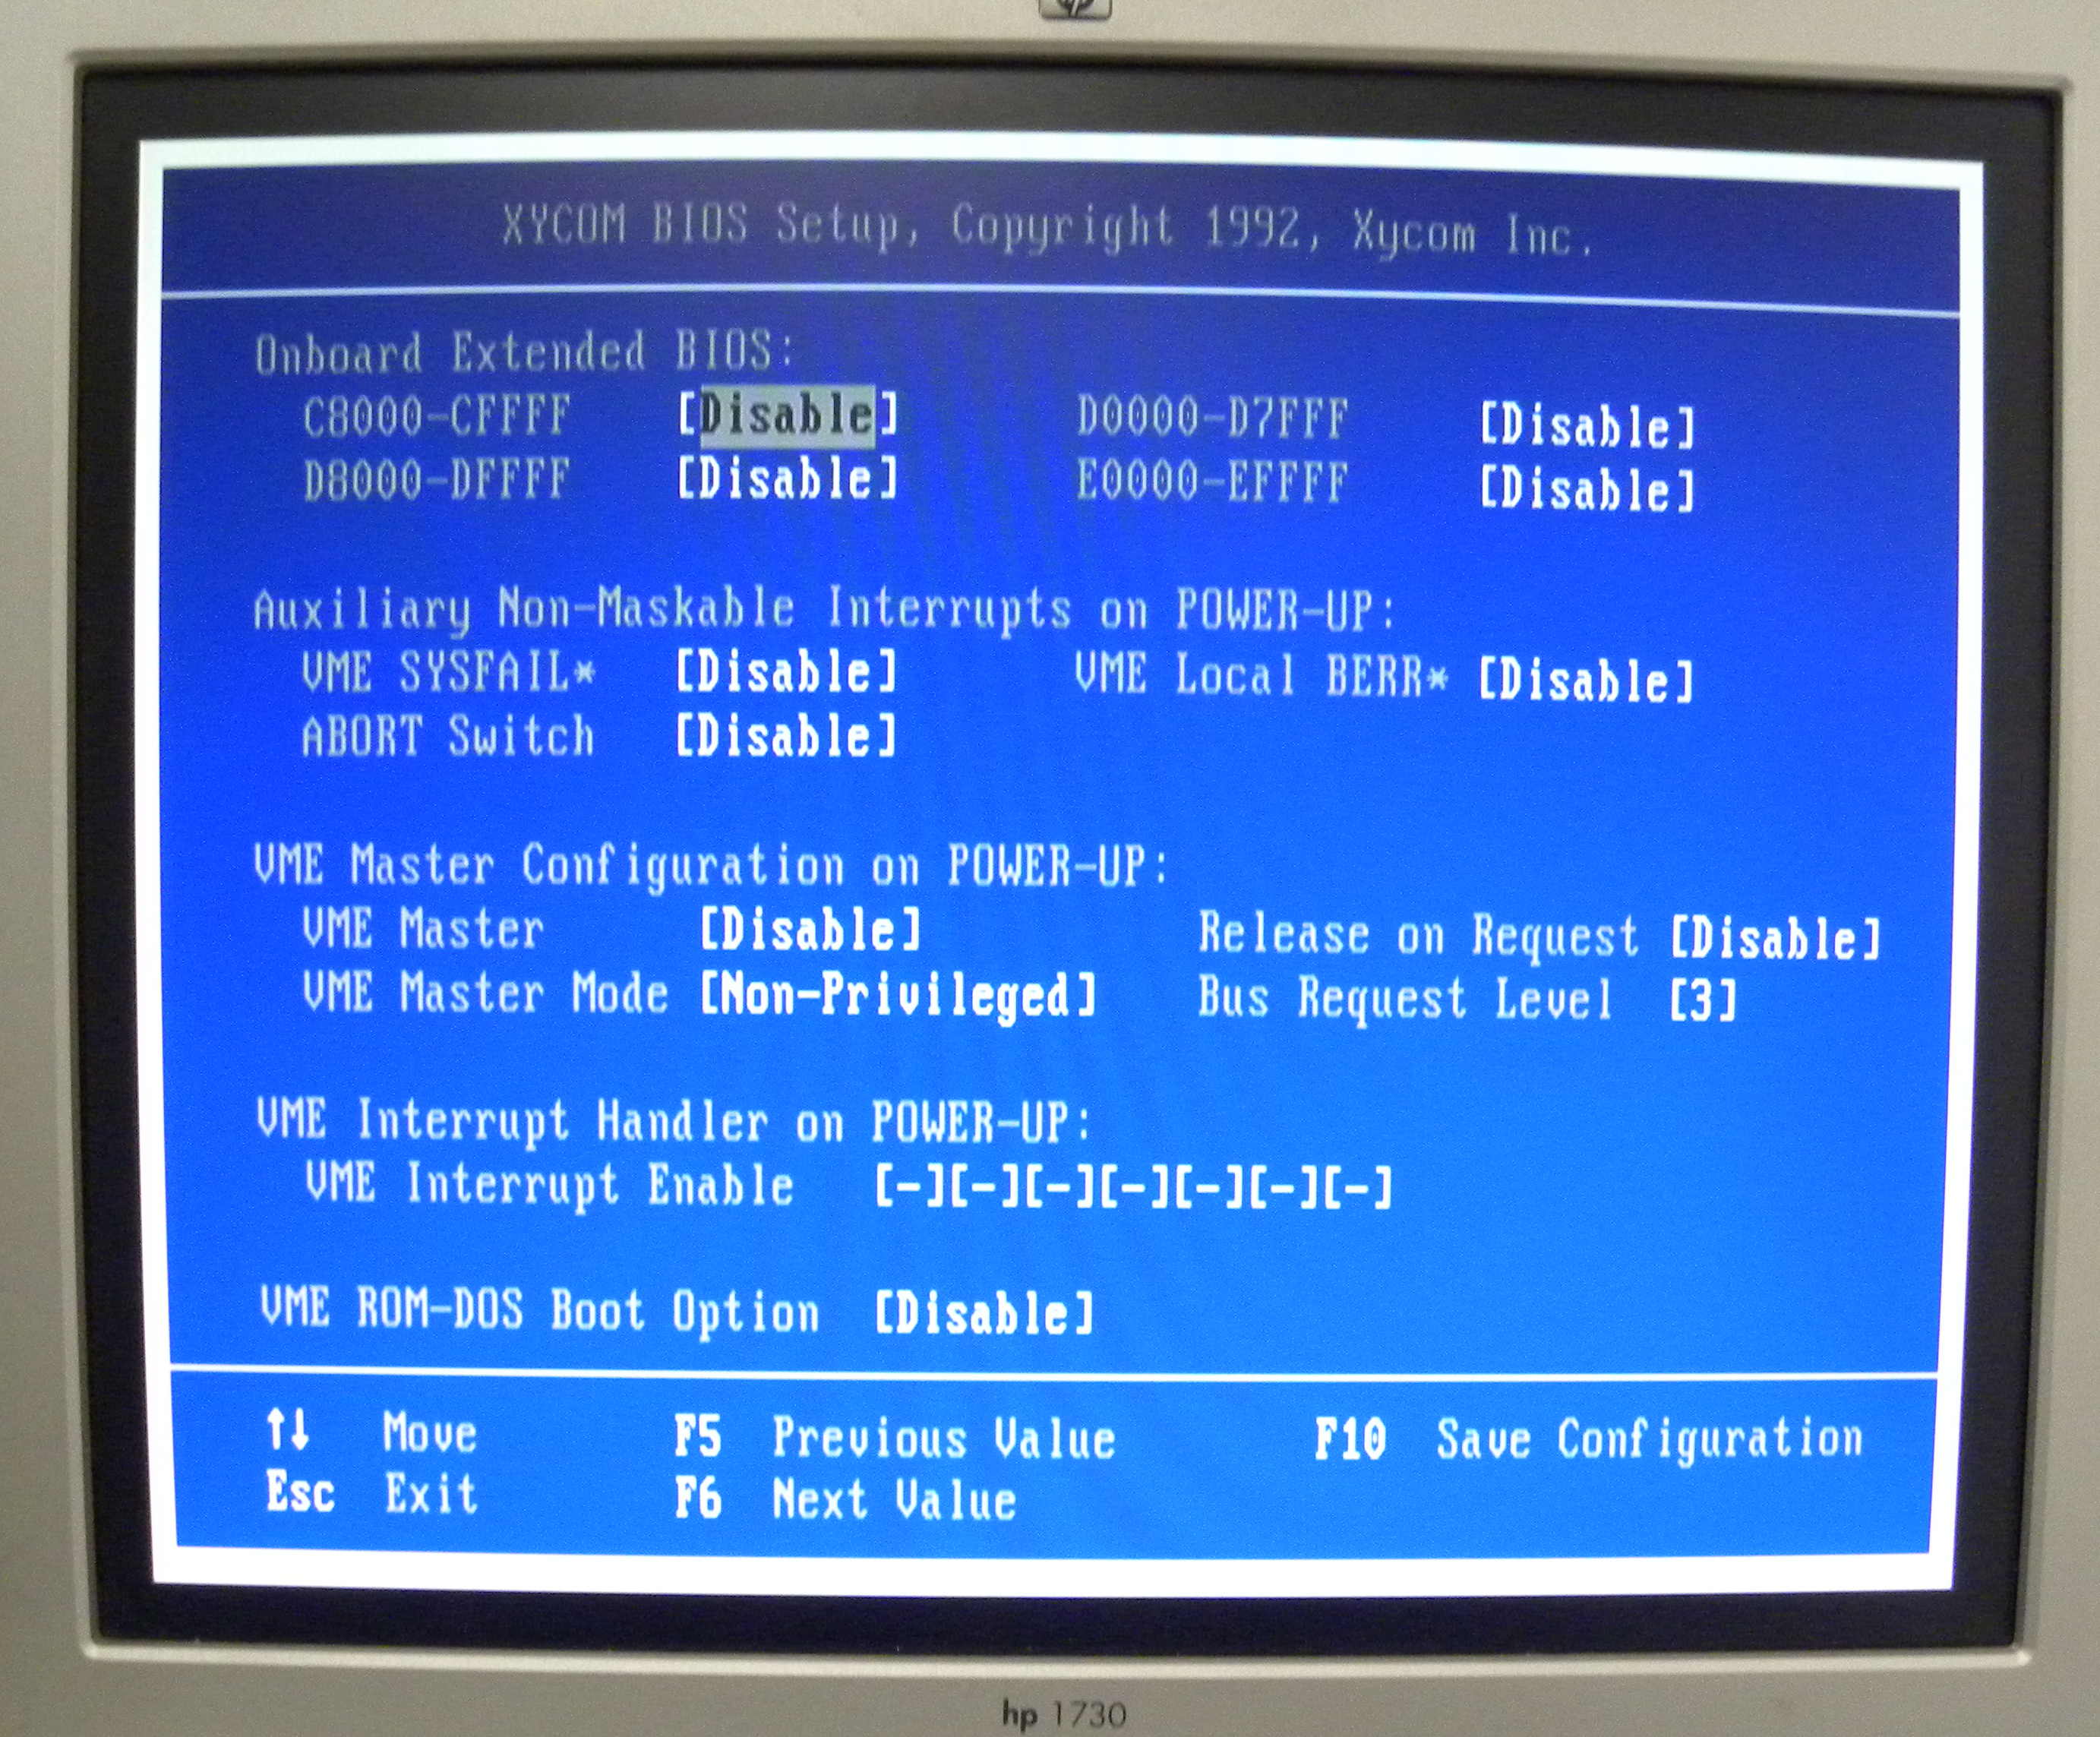 hp
XYCOM BIOS Setup, Copyright 1992, Xycom Inc.
Onboard Extended BIOS:
C8000-CFFFF [Disable] D0000-D7FFF [Disable]
D8000-DFFFF [Disable] E0000-EFFFF [Disable]
Auxiliary Non-Maskable Interrupts on POWER-UP:
VME SYSFAIL* [Disable] VME Local BERR* [Disable]
ABORT Switch [Disable]
VME Master Configuration on POWER-UP:
VME Master [Disable] Release on Request [Disable]
VME Master Mode [Non-Privileged] Bus Request Level [3]
VME Interrupt Handler on POWER-UP:
VME Interrupt Enable [-][-][-][-][-][-][-]
VME ROM-DOS Boot Option [Disable]
↑↓ Move F5 Previous Value F10 Save Configuration
Esc Exit F6 Next Value
hp 1730